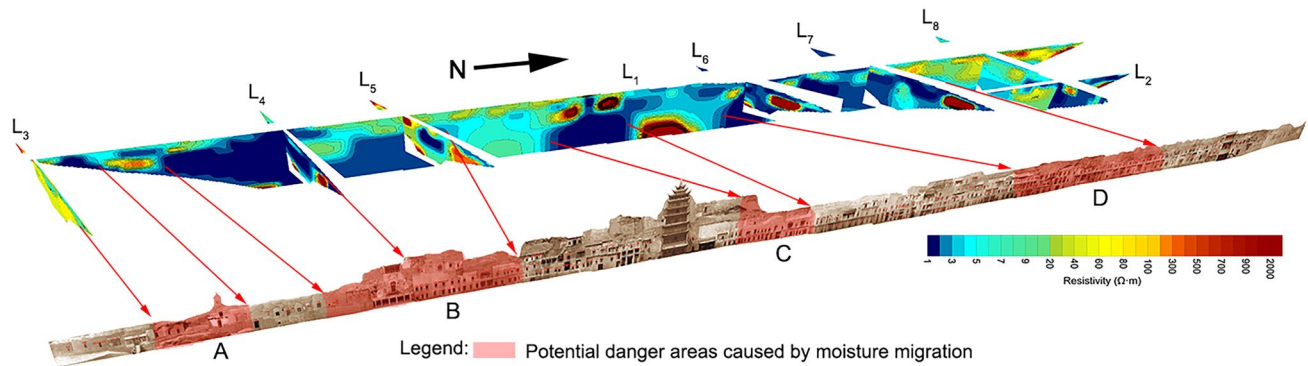 L8
L7
L6
N
L1
L2
L5
L4
L3
D
C
B
A
1
3
5
7
9
20
40
60
80
100
300
500
700
900
2000
Resistivity (Ω·m)
Legend: Potential danger areas caused by moisture migration